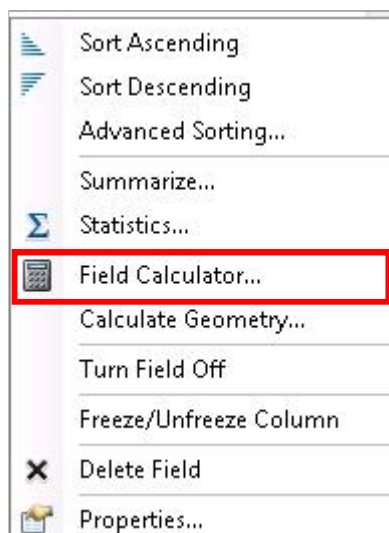 Sort Ascending
Sort Descending
Advanced Sorting...
Summarize...
Statistics...
Field Calculator...
Calculate Geometry...
Turn Field Off
Freeze/Unfreeze Column
Delete Field
Properties...